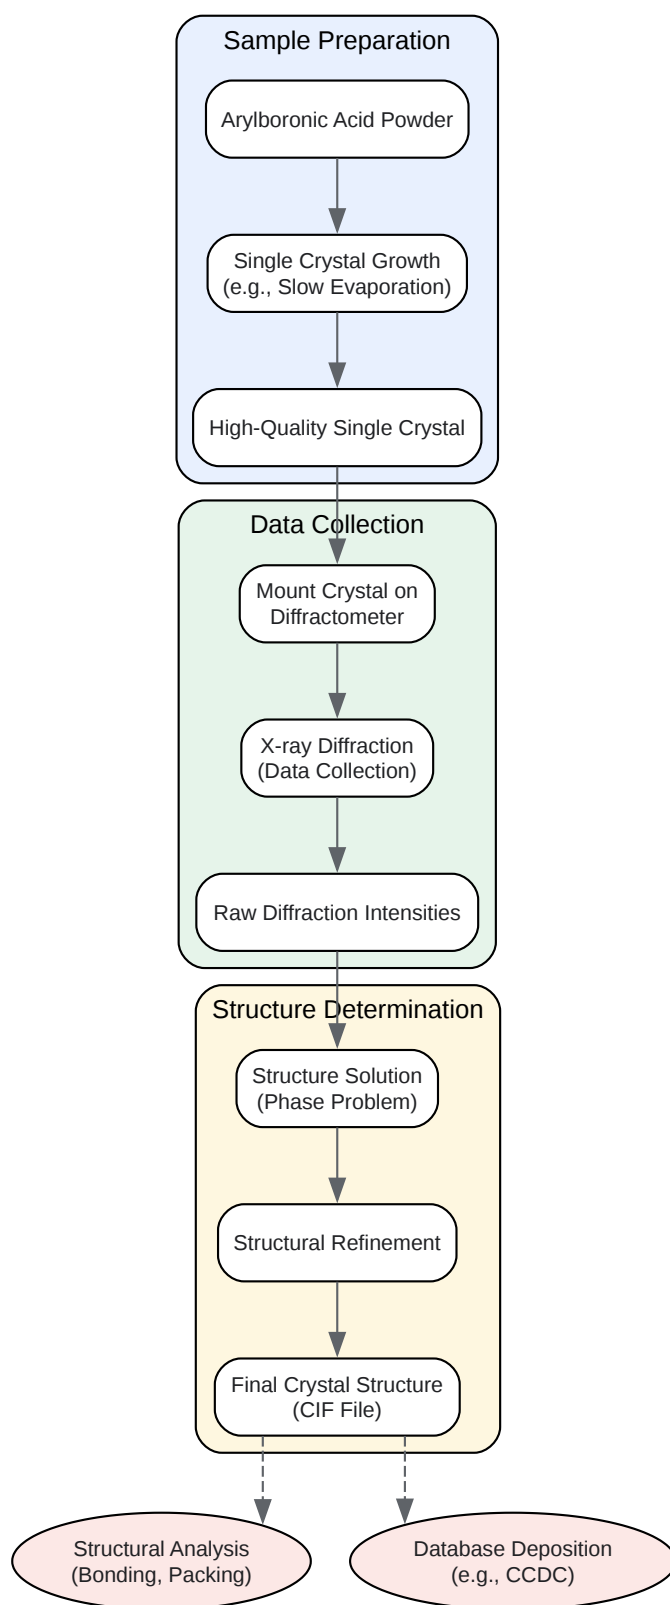 Sample Preparation
Arylboronic Acid Powder
Single Crystal Growth
(e.g., Slow Evaporation)
High-Quality Single Crystal
Data Collection
Mount Crystal on
Diffractometer
X-ray Diffraction
(Data Collection)
Raw Diffraction Intensities
Structure Determination
Structure Solution
(Phase Problem)
Structural Refinement
Final Crystal Structure
(CIF File)
Structural Analysis
(Bonding, Packing)
Database Deposition
(e.g., CCDC)